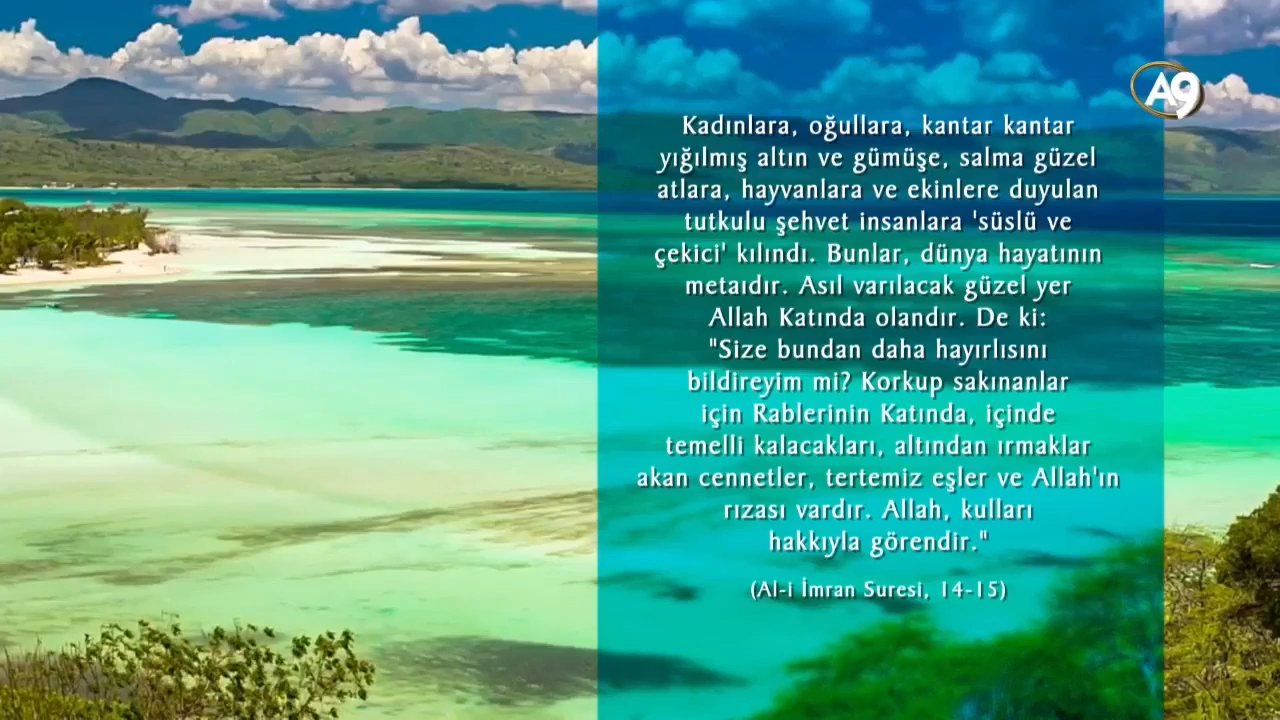 A9
Kadınlara, oğullara, kantar kantar
yığılmış altın ve gümüşe, salma güzel
atlara, hayvanlara ve ekinlere duyulan
tutkulu şehvet insanlara 'süslü ve
çekici' kılındı. Bunlar, dünya hayatının
metaıdır. Asıl varılacak güzel yer
Allah Katında olandır. De ki:
"Size bundan daha hayırlısını
bildireyim mi? Korkup sakınanlar
için Rablerinin Katında, içinde
temelli kalacakları, altından ırmaklar
akan cennetler, tertemiz eşler ve Allah'ın
rızası vardır. Allah, kulları
hakkıyla görendir."
(Al-i İmran Suresi, 14-15)